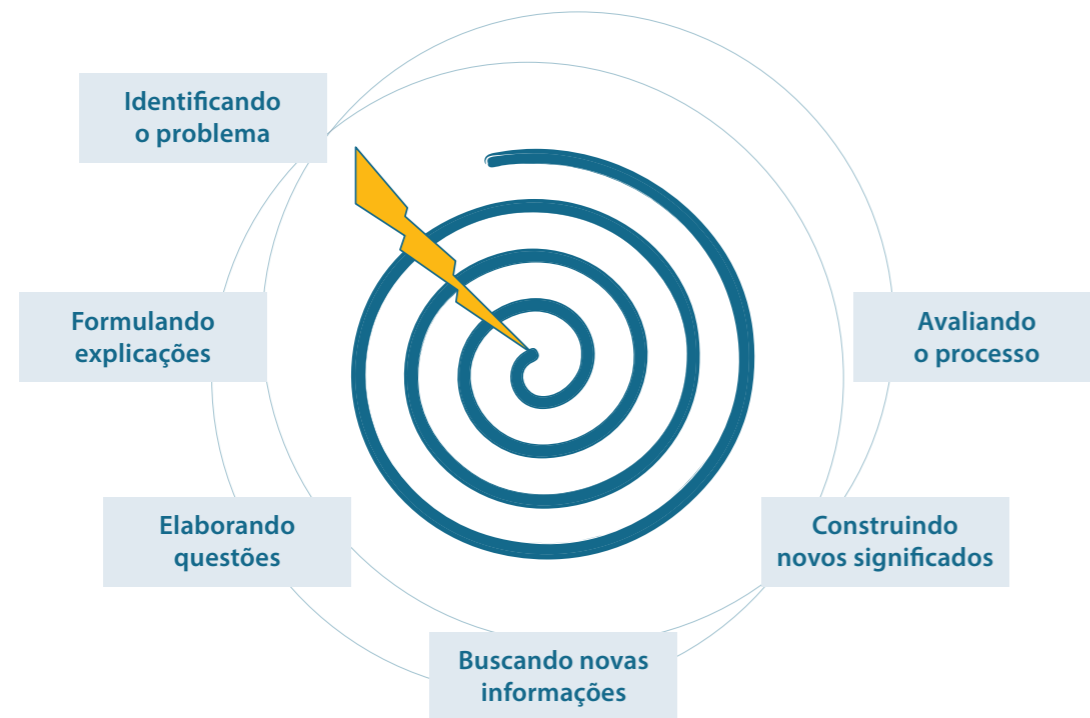 Identificando
o problema
Formulando
explicações
Elaborando
questões
Buscando novas
informações
Construindo
novos significados
Avaliando
o processo